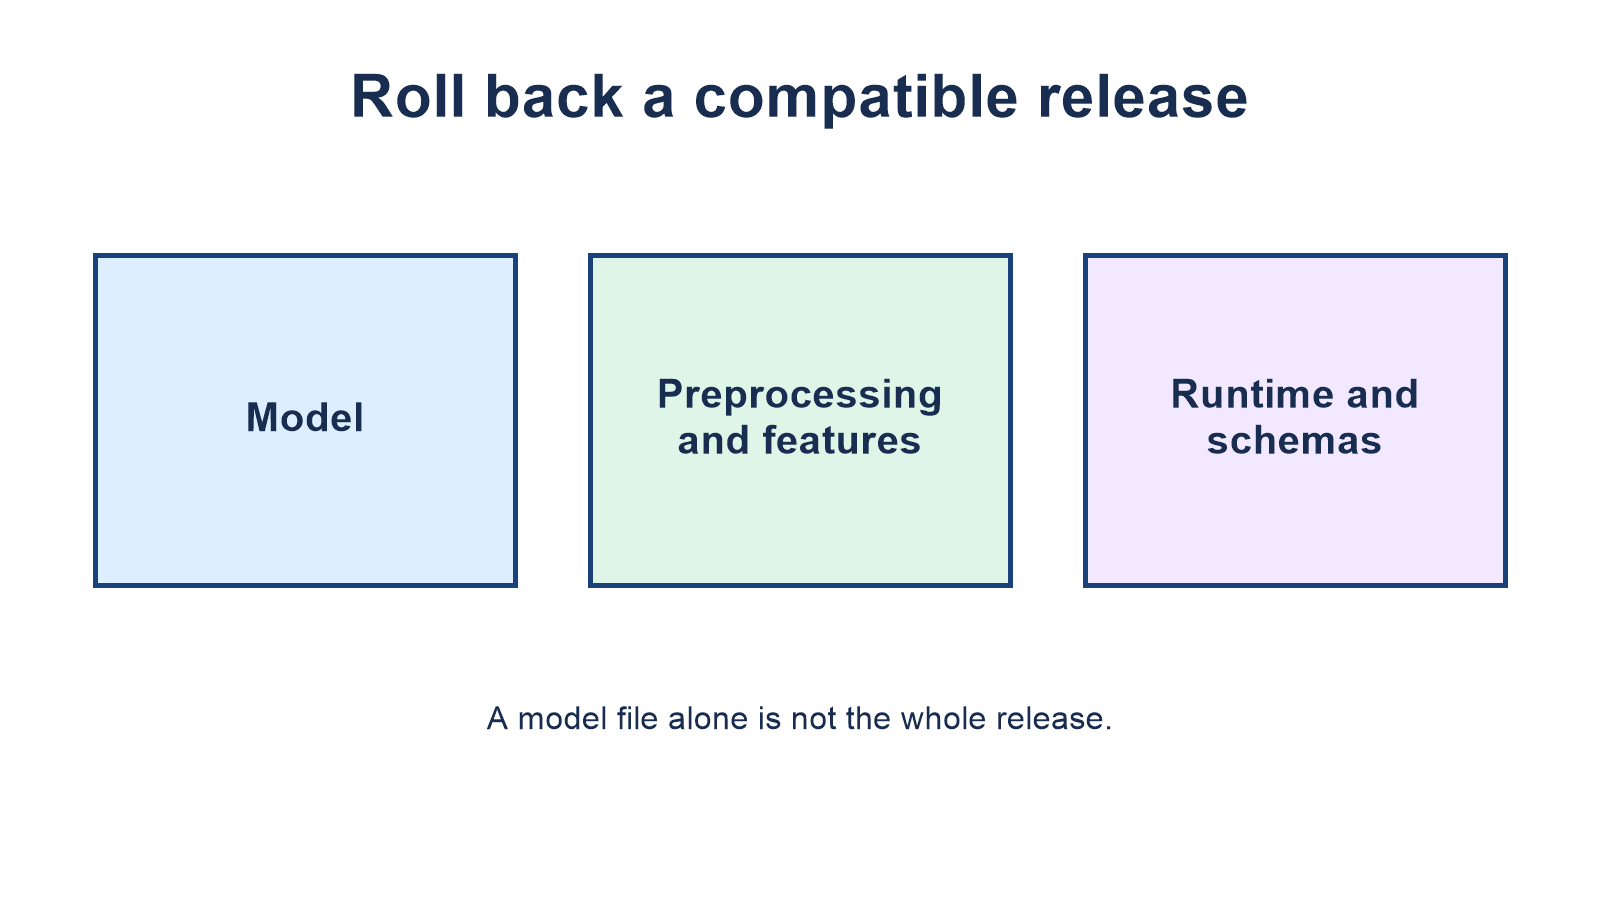 Roll back a compatible release
Model
Preprocessing
and features
Runtime and
schemas
A model file alone is not the whole release.